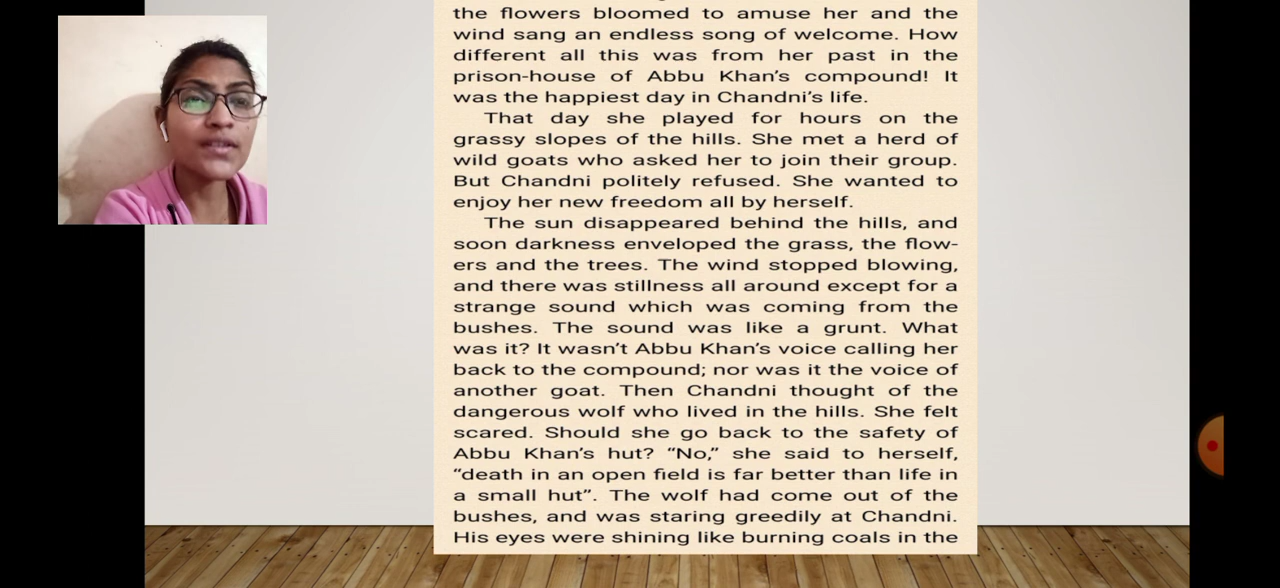 the flowers bloomed to amuse her and the
wind sang an endless song of welcome. How
different all this was from her past in the
prison-house of Abbu Khan’s compound! It
was the happiest day in Chandni’s life.
That day she played for hours on the
grassy slopes of the hills. She met a herd of
wild goats who asked her to join their group.
But Chandni politely refused. She wanted to
enjoy her new freedom all by herself.
The sun disappeared behind the hills, and
soon darkness enveloped the grass, the flow-
ers and the trees. The wind stopped blowing,
and there was stillness all around except for a
strange sound which was coming from the
bushes. The sound was like a grunt. What
was it? It wasn’t Abbu Khan’s voice calling her
back to the compound; nor was it the voice of
another goat. Then Chandni thought of the
dangerous wolf who lived in the hills. She felt
scared. Should she go back to the safety of
Abbu Khan’s hut? “No,” she said to herself,
“death in an open field is far better than life in
a small hut”. The wolf had come out of the
bushes, and was staring greedily at Chandni.
His eyes were shining like burning coals in the